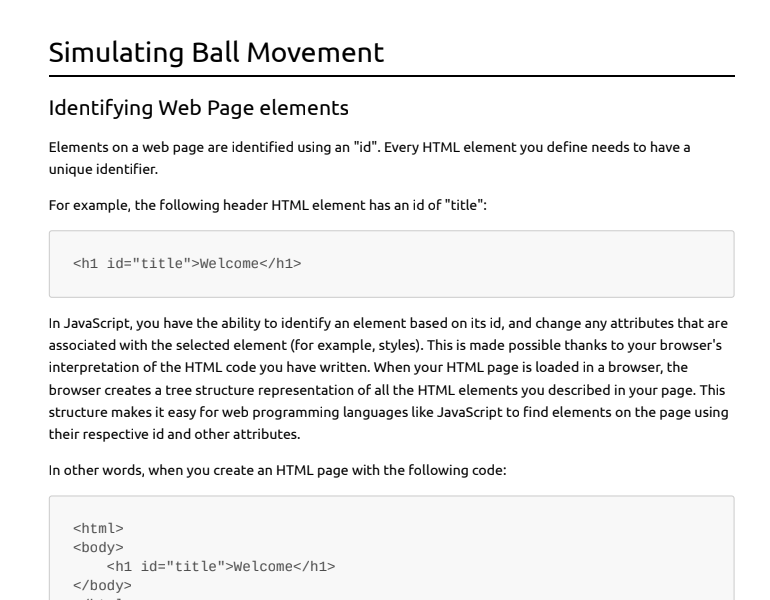 Simulating Ball Movement
Identifying Web Page elements
Elements on a web page are identified using an "id". Every HTML element you define needs to have a
unique identifier.
For example, the following header HTML element has an id of "title":
<h1 id="title">Welcome</h1>
In JavaScript, you have the ability to identify an element based on its id, and change any attributes that are
associated with the selected element (for example, styles). This is made possible thanks to your browser's
interpretation of the HTML code you have written. When your HTML page is loaded in a browser, the
browser creates a tree structure representation of all the HTML elements you described in your page. This
structure makes it easy for web programming languages like JavaScript to find elements on the page using
their respective id and other attributes.
In other words, when you create an HTML page with the following code:
<html>
<body>
    <h1 id="title">Welcome</h1>
</body>